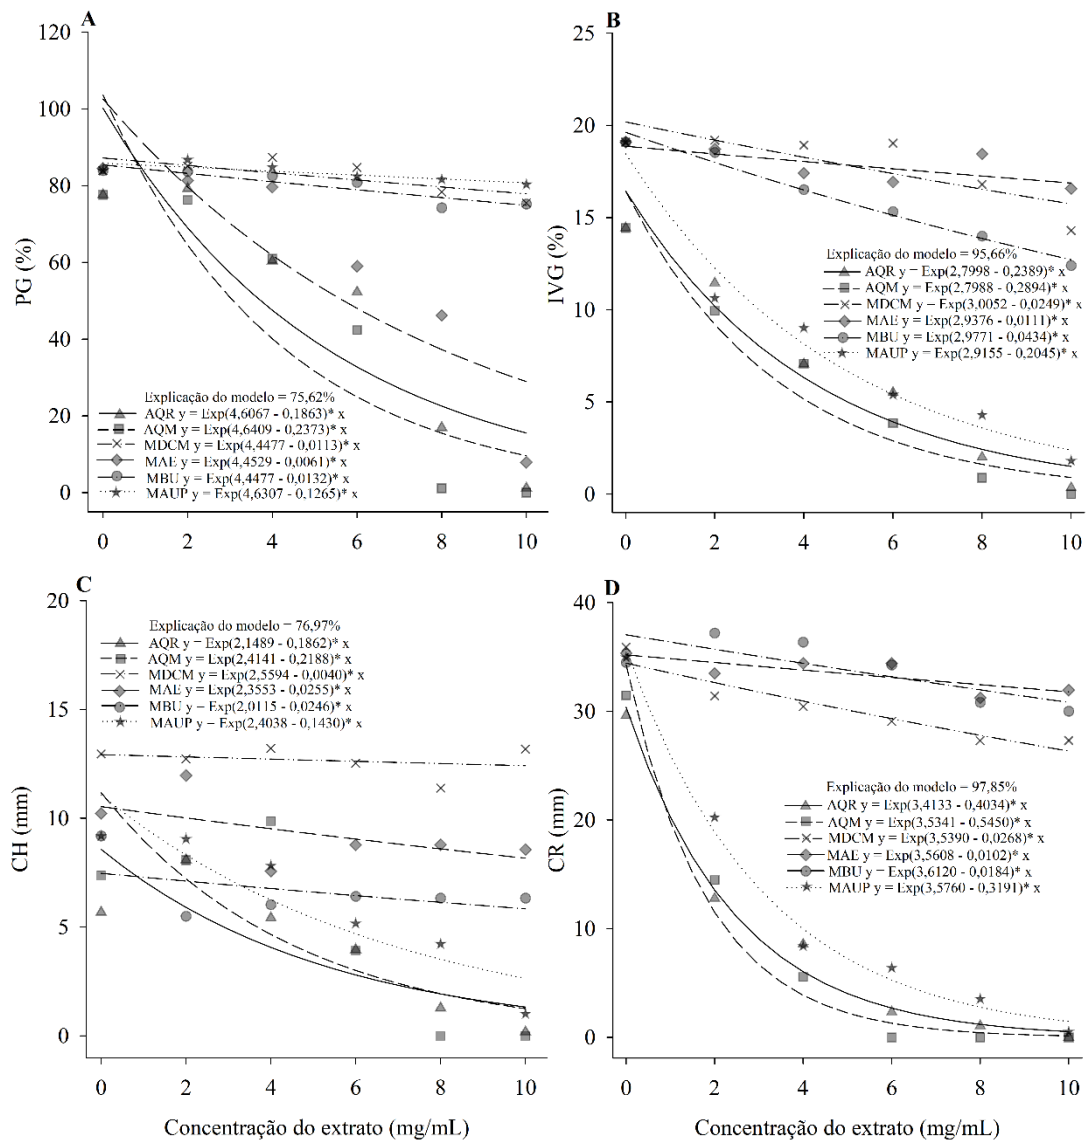 A
120
100
80
60
40
20
0
PG (%)
Explicação do modelo = 75,62%
AQR y = Exp(4,6067 - 0,1863)* x
AQM y = Exp(4,6409 - 0,2373)* x
MDCM y = Exp(4,4477 - 0,0113)* x
MAE y = Exp(4,4529 - 0,0061)* x
MBU y = Exp(4,4477 - 0,0132)* x
MAUP y = Exp(4,6307 - 0,1265)* x
0 2 4 6 8 10
B
25
20
15
10
5
0
IVG (%)
Explicação do modelo = 95,66%
AQR y = Exp(2,7998 - 0,2389)* x
AQM y = Exp(2,7988 - 0,2894)* x
MDCM y = Exp(3,0052 - 0,0249)* x
MAE y = Exp(2,9376 - 0,0111)* x
MBU y = Exp(2,9771 - 0,0434)* x
MAUP y = Exp(2,9155 - 0,2045)* x
0 2 4 6 8 10
C
20
15
10
5
0
CH (mm)
Explicação do modelo = 76,97%
AQR y = Exp(2,1489 - 0,1862)* x
AQM y = Exp(2,4141 - 0,2188)* x
MDCM y = Exp(2,5594 - 0,0040)* x
MAE y = Exp(2,3553 - 0,0255)* x
MBU y = Exp(2,0115 - 0,0246)* x
MAUP y = Exp(2,4038 - 0,1430)* x
0 2 4 6 8 10
Concentração do extrato (mg/mL)
D
40
30
20
10
0
CR (mm)
Explicação do modelo = 97,85%
AQR y = Exp(3,4133 - 0,4034)* x
AQM y = Exp(3,5341 - 0,5450)* x
MDCM y = Exp(3,5390 - 0,0268)* x
MAE y = Exp(3,5608 - 0,0102)* x
MBU y = Exp(3,6120 - 0,0184)* x
MAUP y = Exp(3,5760 - 0,3191)* x
0 2 4 6 8 10
Concentração do extrato (mg/mL)